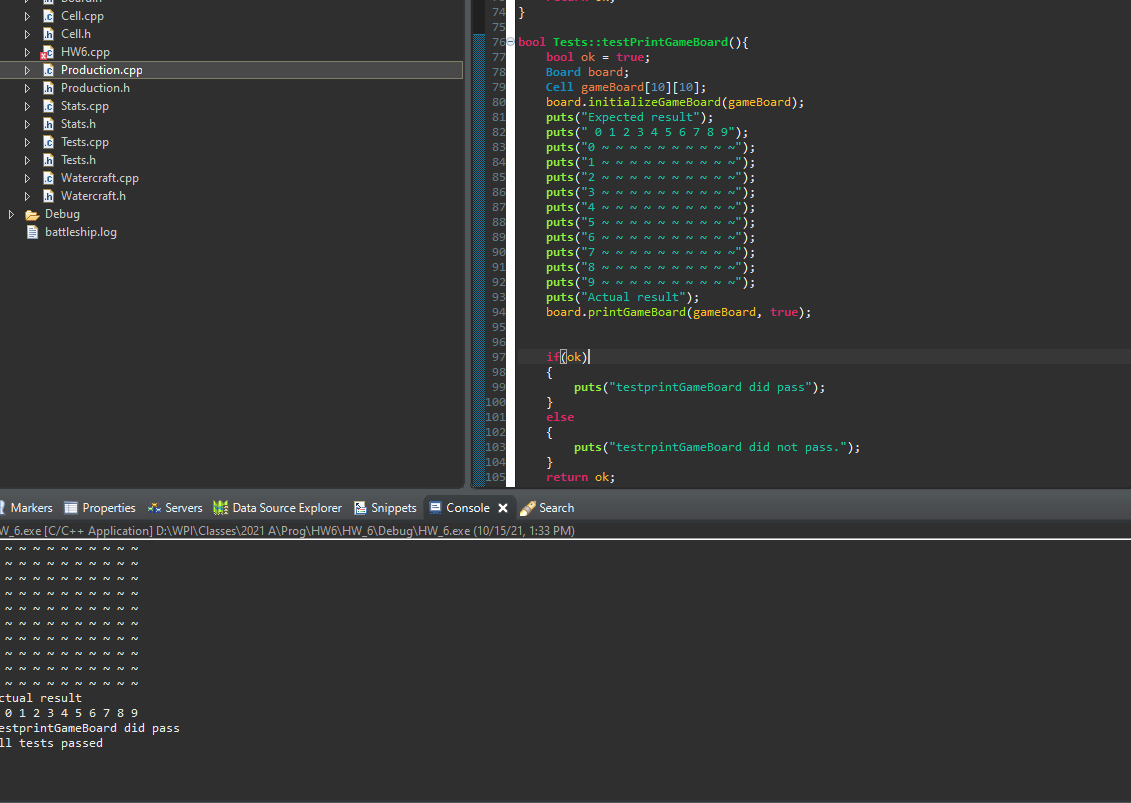 Cell.cpp
Cell.h
HW6.cpp
Production.cpp
Production.h
Stats.cpp
Stats.h
Tests.cpp
Tests.h
Watercraft.cpp
Watercraft.h
Debug
battleship.log
74 }
75
76 bool Tests::testPrintGameBoard(){
77 bool ok = true;
78 Board board;
79 Cell gameBoard[10][10];
80 board.initializeGameBoard(gameBoard);
81 puts("Expected result");
82 puts(" 0 1 2 3 4 5 6 7 8 9");
83 puts("0 ~ ~ ~ ~ ~ ~ ~ ~ ~ ~");
84 puts("1 ~ ~ ~ ~ ~ ~ ~ ~ ~ ~");
85 puts("2 ~ ~ ~ ~ ~ ~ ~ ~ ~ ~");
86 puts("3 ~ ~ ~ ~ ~ ~ ~ ~ ~ ~");
87 puts("4 ~ ~ ~ ~ ~ ~ ~ ~ ~ ~");
88 puts("5 ~ ~ ~ ~ ~ ~ ~ ~ ~ ~");
89 puts("6 ~ ~ ~ ~ ~ ~ ~ ~ ~ ~");
90 puts("7 ~ ~ ~ ~ ~ ~ ~ ~ ~ ~");
91 puts("8 ~ ~ ~ ~ ~ ~ ~ ~ ~ ~");
92 puts("9 ~ ~ ~ ~ ~ ~ ~ ~ ~ ~");
93 puts("Actual result");
94 board.printGameBoard(gameBoard, true);
95
96
97 if(ok)
98 {
99 puts("testprintGameBoard did pass");
100 }
101 else
102 {
103 puts("testrpintGameBoard did not pass.");
104 }
105 return ok;
Markers Properties Servers Data Source Explorer Snippets Console Search
W_6.exe [C/C++ Application] D:\WPI\Classes\2021 A\Prog\HW6\HW_6\Debug\HW_6.exe (10/15/21, 1:33 PM)
~ ~ ~ ~ ~ ~ ~ ~ ~ ~
~ ~ ~ ~ ~ ~ ~ ~ ~ ~
~ ~ ~ ~ ~ ~ ~ ~ ~ ~
~ ~ ~ ~ ~ ~ ~ ~ ~ ~
~ ~ ~ ~ ~ ~ ~ ~ ~ ~
~ ~ ~ ~ ~ ~ ~ ~ ~ ~
~ ~ ~ ~ ~ ~ ~ ~ ~ ~
~ ~ ~ ~ ~ ~ ~ ~ ~ ~
~ ~ ~ ~ ~ ~ ~ ~ ~ ~
~ ~ ~ ~ ~ ~ ~ ~ ~ ~
ctual result
0 1 2 3 4 5 6 7 8 9
estprintGameBoard did pass
ll tests passed